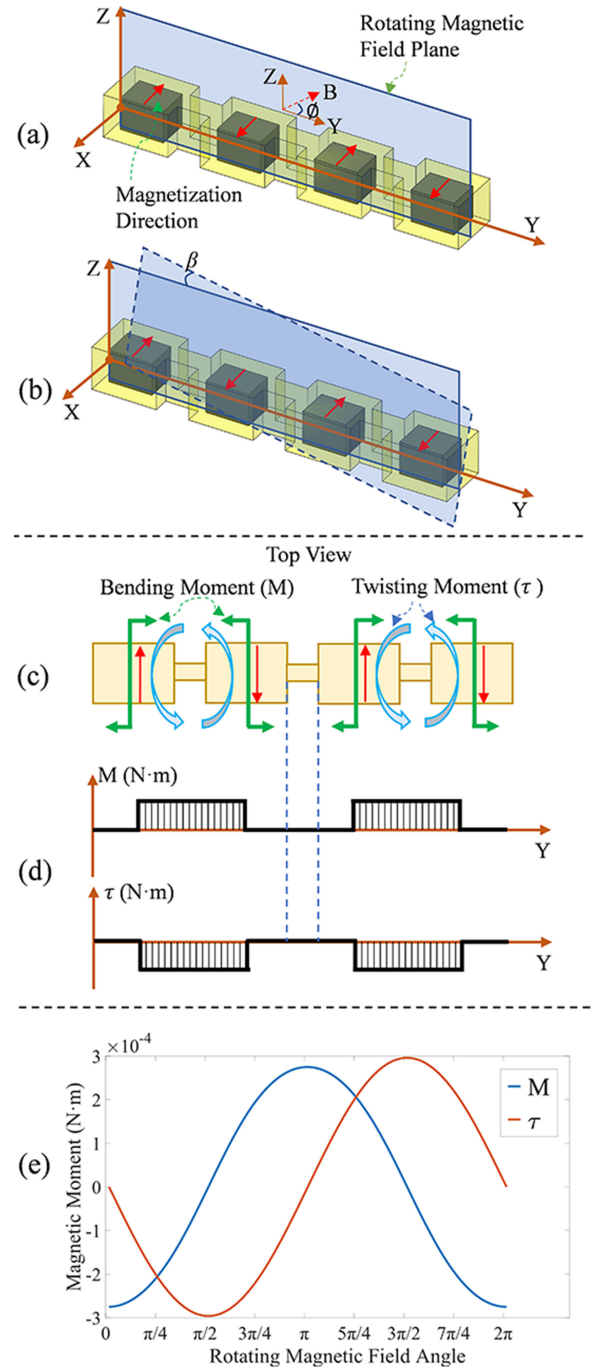 Z
Rotating Magnetic
Field Plane
(a)
Z
B
ϕ
Y
X
Magnetization
Direction
Y
Z
β
(b)
X
Y
Top View
Bending Moment (M)
Twisting Moment (τ)
(c)
M (N·m)
Y
(d)
τ (N·m)
Y
(e)
×10⁻⁴
3
2
1
0
-1
-2
-3
Magnetic Moment (N·m)
M
τ
0 π/4 π/2 3π/4 π 5π/4 3π/2 7π/4 2π
Rotating Magnetic Field Angle